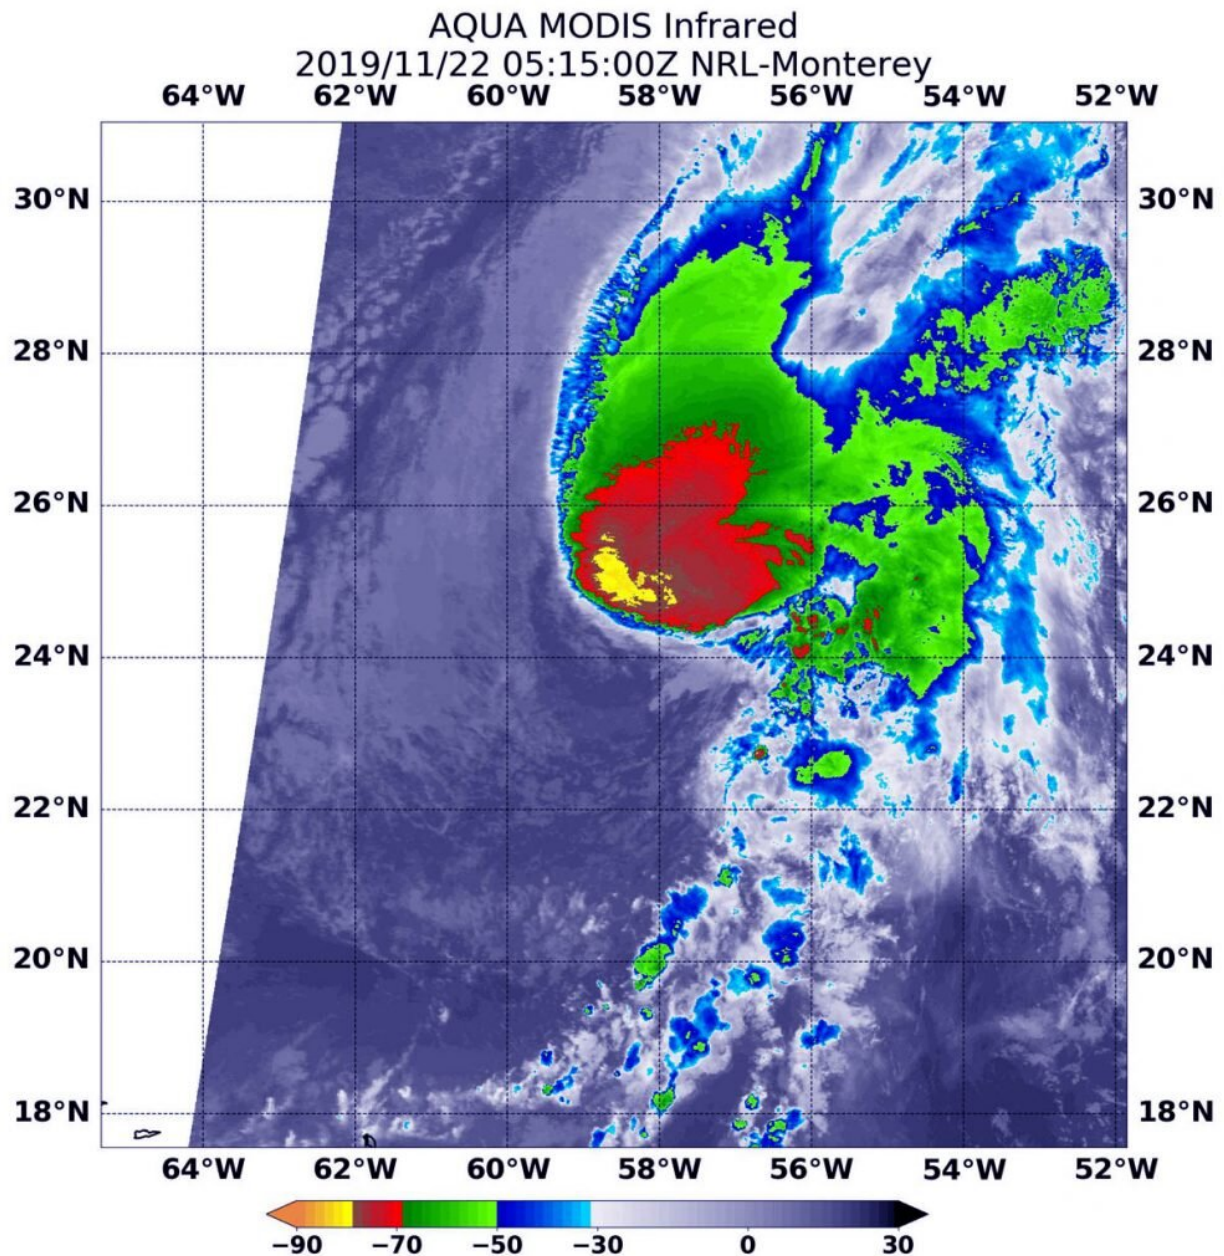 AQUA MODIS Infrared
2019/11/22 05:15:00Z NRL-Monterey
64°W 62°W 60°W 58°W 56°W 54°W 52°W
30°N 30°N
28°N 28°N
26°N 26°N
24°N 24°N
22°N 22°N
20°N 20°N
18°N 18°N
64°W 62°W 60°W 58°W 56°W 54°W 52°W
−90 −70 −50 −30 0 30